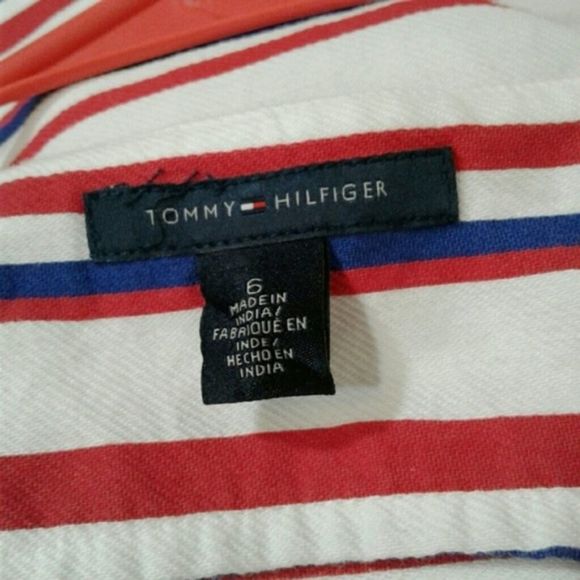 TOMMY HILFIGER
6
MADE IN
INDIA/
FABRIQUÉ EN
INDE/
HECHO EN
INDIA